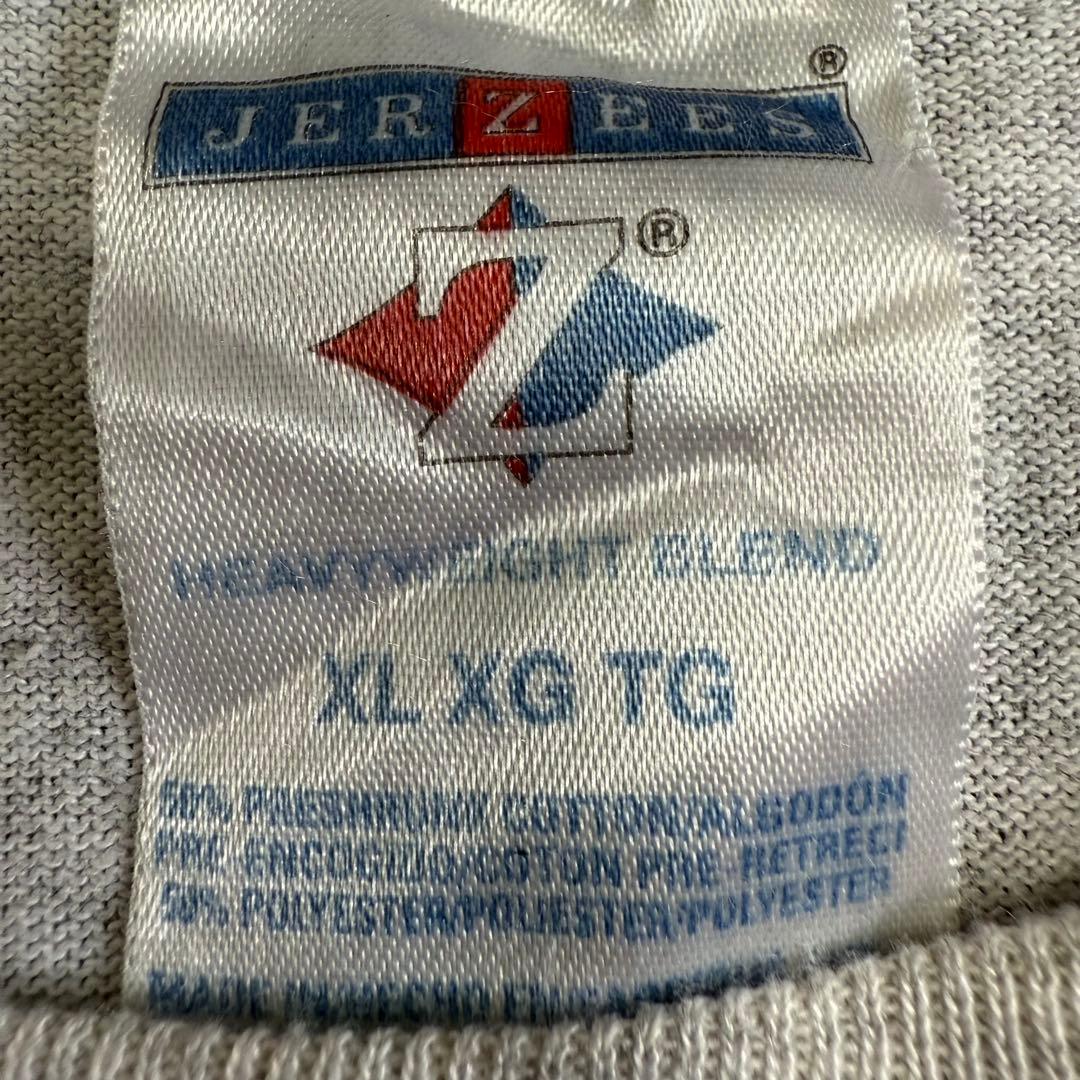 JERZEES ®
Z ®
HEAVYWEIGHT BLEND
XL XG TG
50% PRESHRUNK COTTON/ALGODÓN
PRE-ENCOGIDO/COTON PRE-RETRECI
50% POLYESTER/POLIESTER/POLYESTER